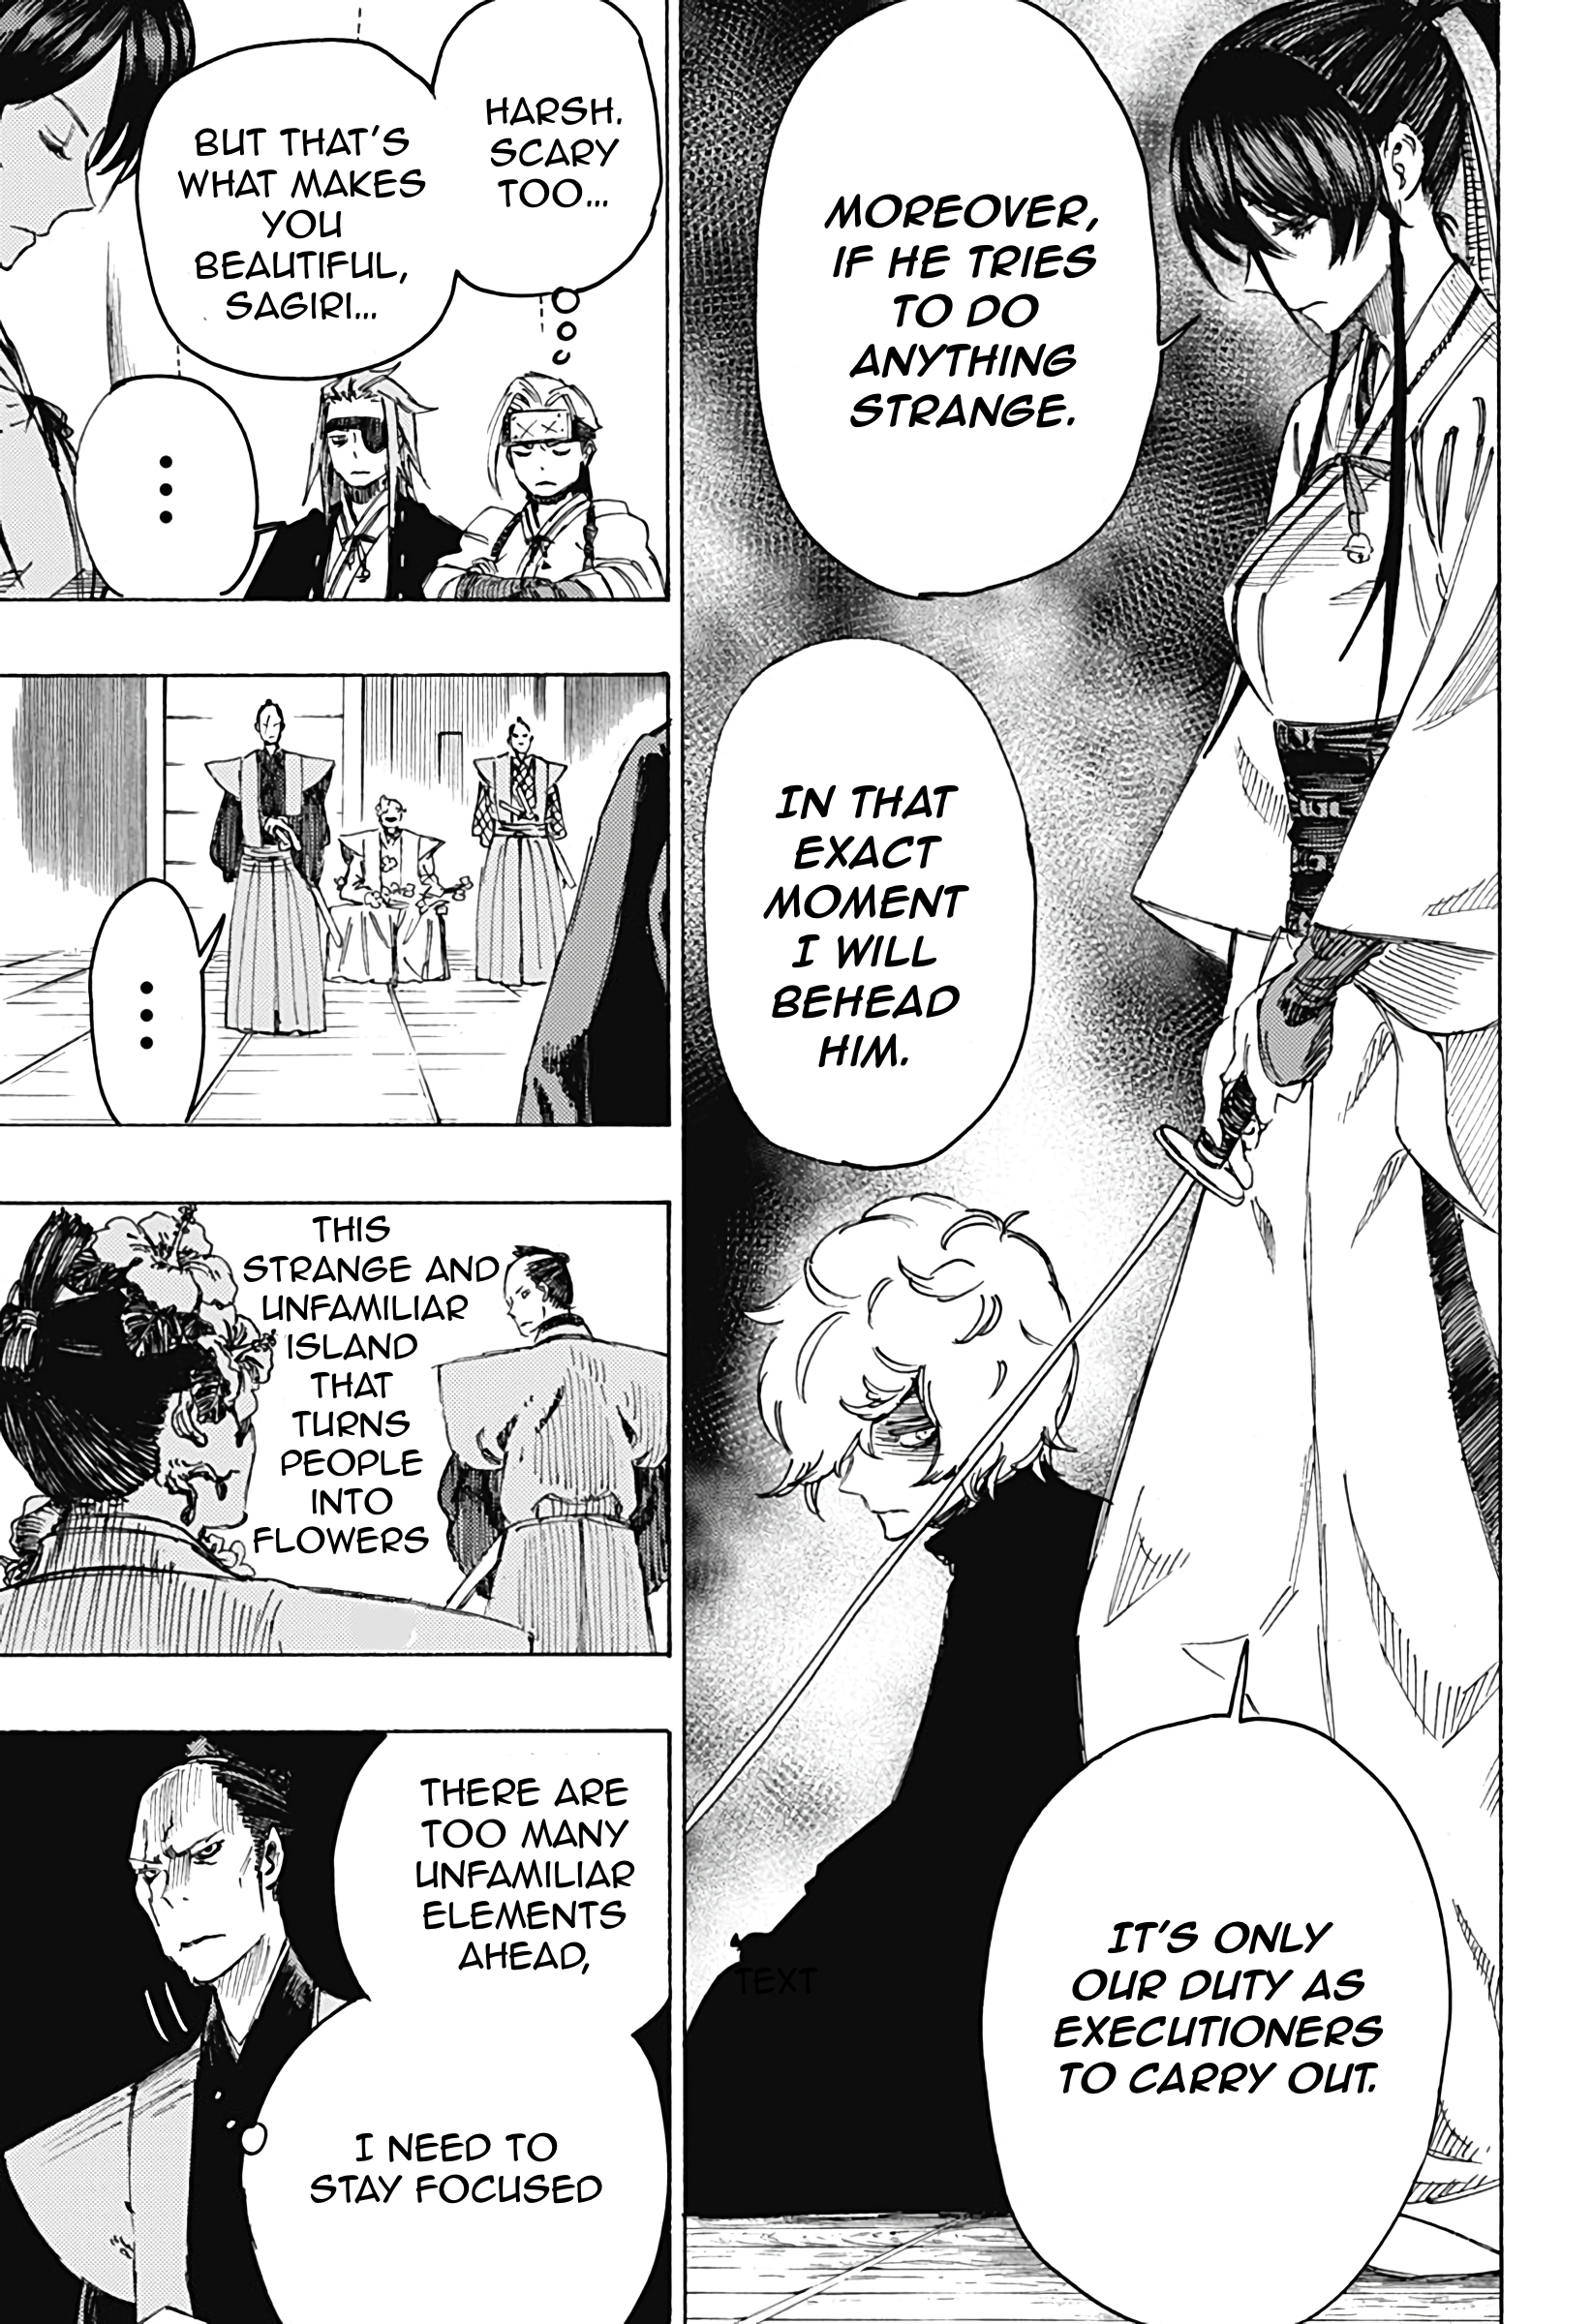 MOREOVER,
IF HE TRIES
TO DO
ANYTHING
STRANGE.
IN THAT
EXACT
MOMENT
I WILL
BEHEAD
HIM.
IT'S ONLY
OUR DUTY AS
EXECUTIONERS
TO CARRY OUT.
TEXT
HARSH.
SCARY
TOO...
BUT THAT'S
WHAT MAKES
YOU
BEAUTIFUL,
SAGIRI...
...
...
THIS
STRANGE AND
UNFAMILIAR
ISLAND
THAT
TURNS
PEOPLE
INTO
FLOWERS
THERE ARE
TOO MANY
UNFAMILIAR
ELEMENTS
AHEAD,
I NEED TO
STAY FOCUSED